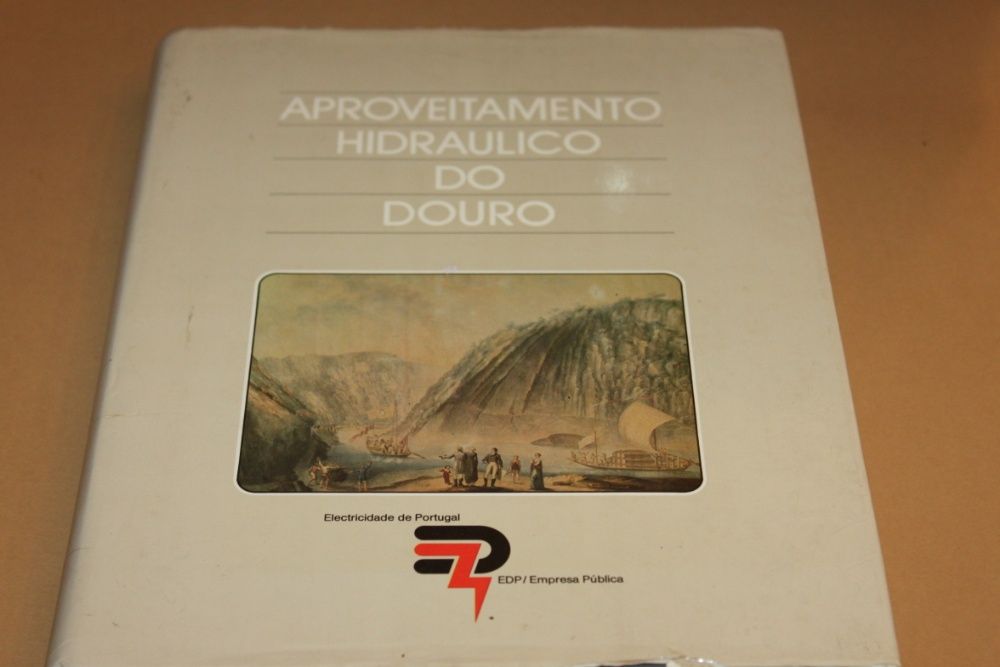 APROVEITAMENTO
HIDRAULICO
DO
DOURO
Electricidade de Portugal
EDP / Empresa Pública